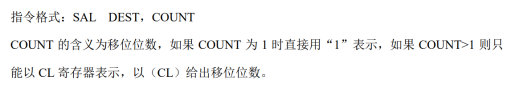 指令格式：SAL DEST，COUNT
COUNT 的含义为移位位数，如果 COUNT 为 1 时直接用“1”表示，如果 COUNT>1 则只
能以 CL 寄存器表示，以（CL）给出移位位数。